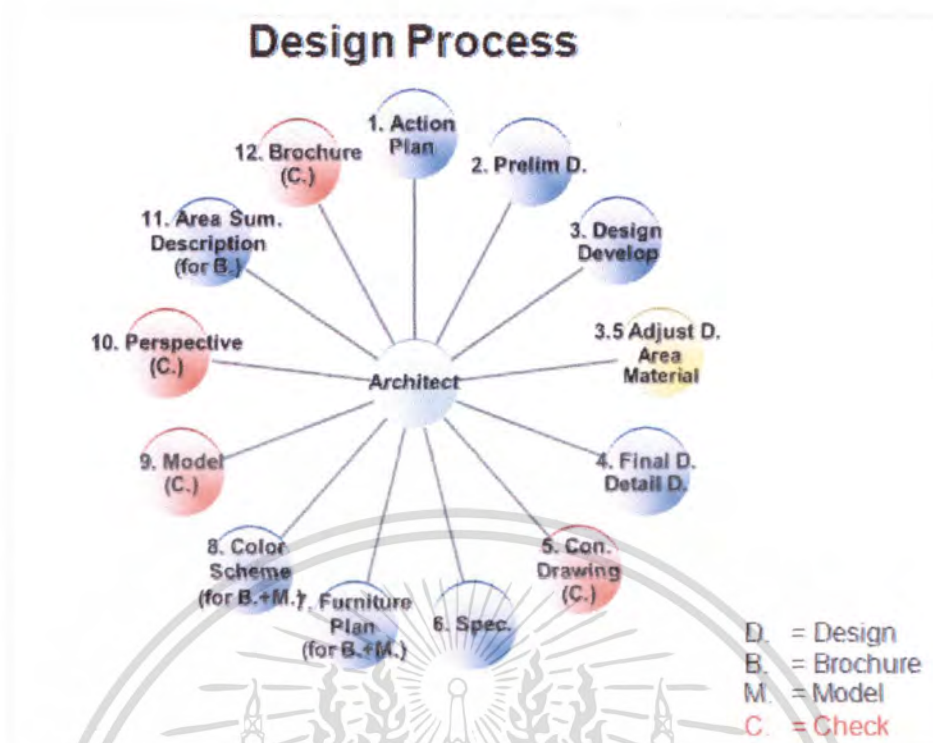 Design Process
1. Action
Plan
2. Prelim D.
3. Design
Develop
3.5 Adjust D.
Area
Material
4. Final D.
Detail D.
5. Con.
Drawing
(C.)
6. Spec.
7. Furniture
Plan
(for B.+M.)
8. Color
Scheme
(for B.+M.)
9. Model
(C.)
10. Perspective
(C.)
11. Area Sum.
Description
(for B.)
12. Brochure
(C.)
Architect
D. = Design
B. = Brochure
M. = Model
C. = Check